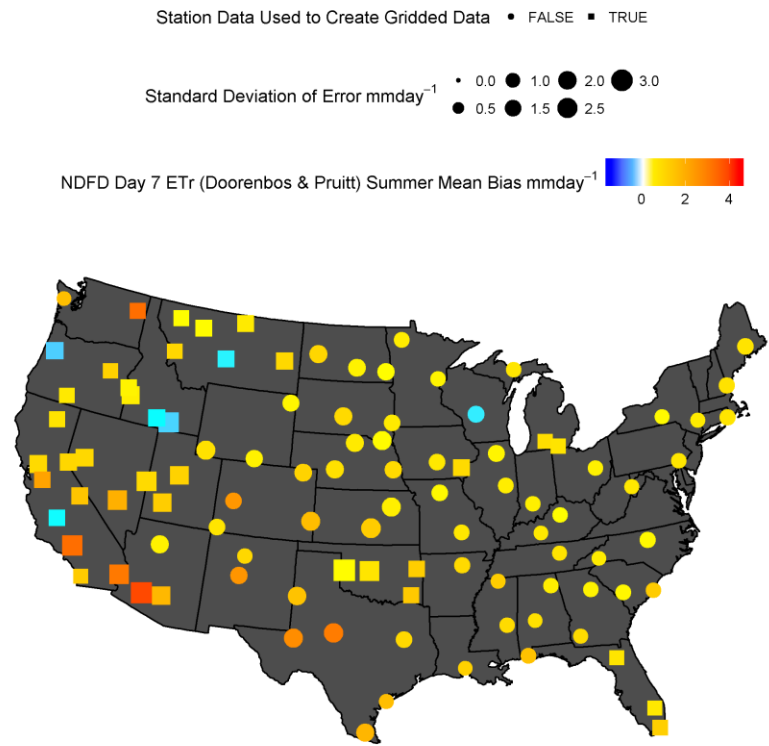 Station Data Used to Create Gridded Data FALSE TRUE
Standard Deviation of Error mmday⁻¹ 0.0 1.0 2.0 3.0
0.5 1.5 2.5
NDFD Day 7 ETr (Doorenbos & Pruitt) Summer Mean Bias mmday⁻¹
0 2 4